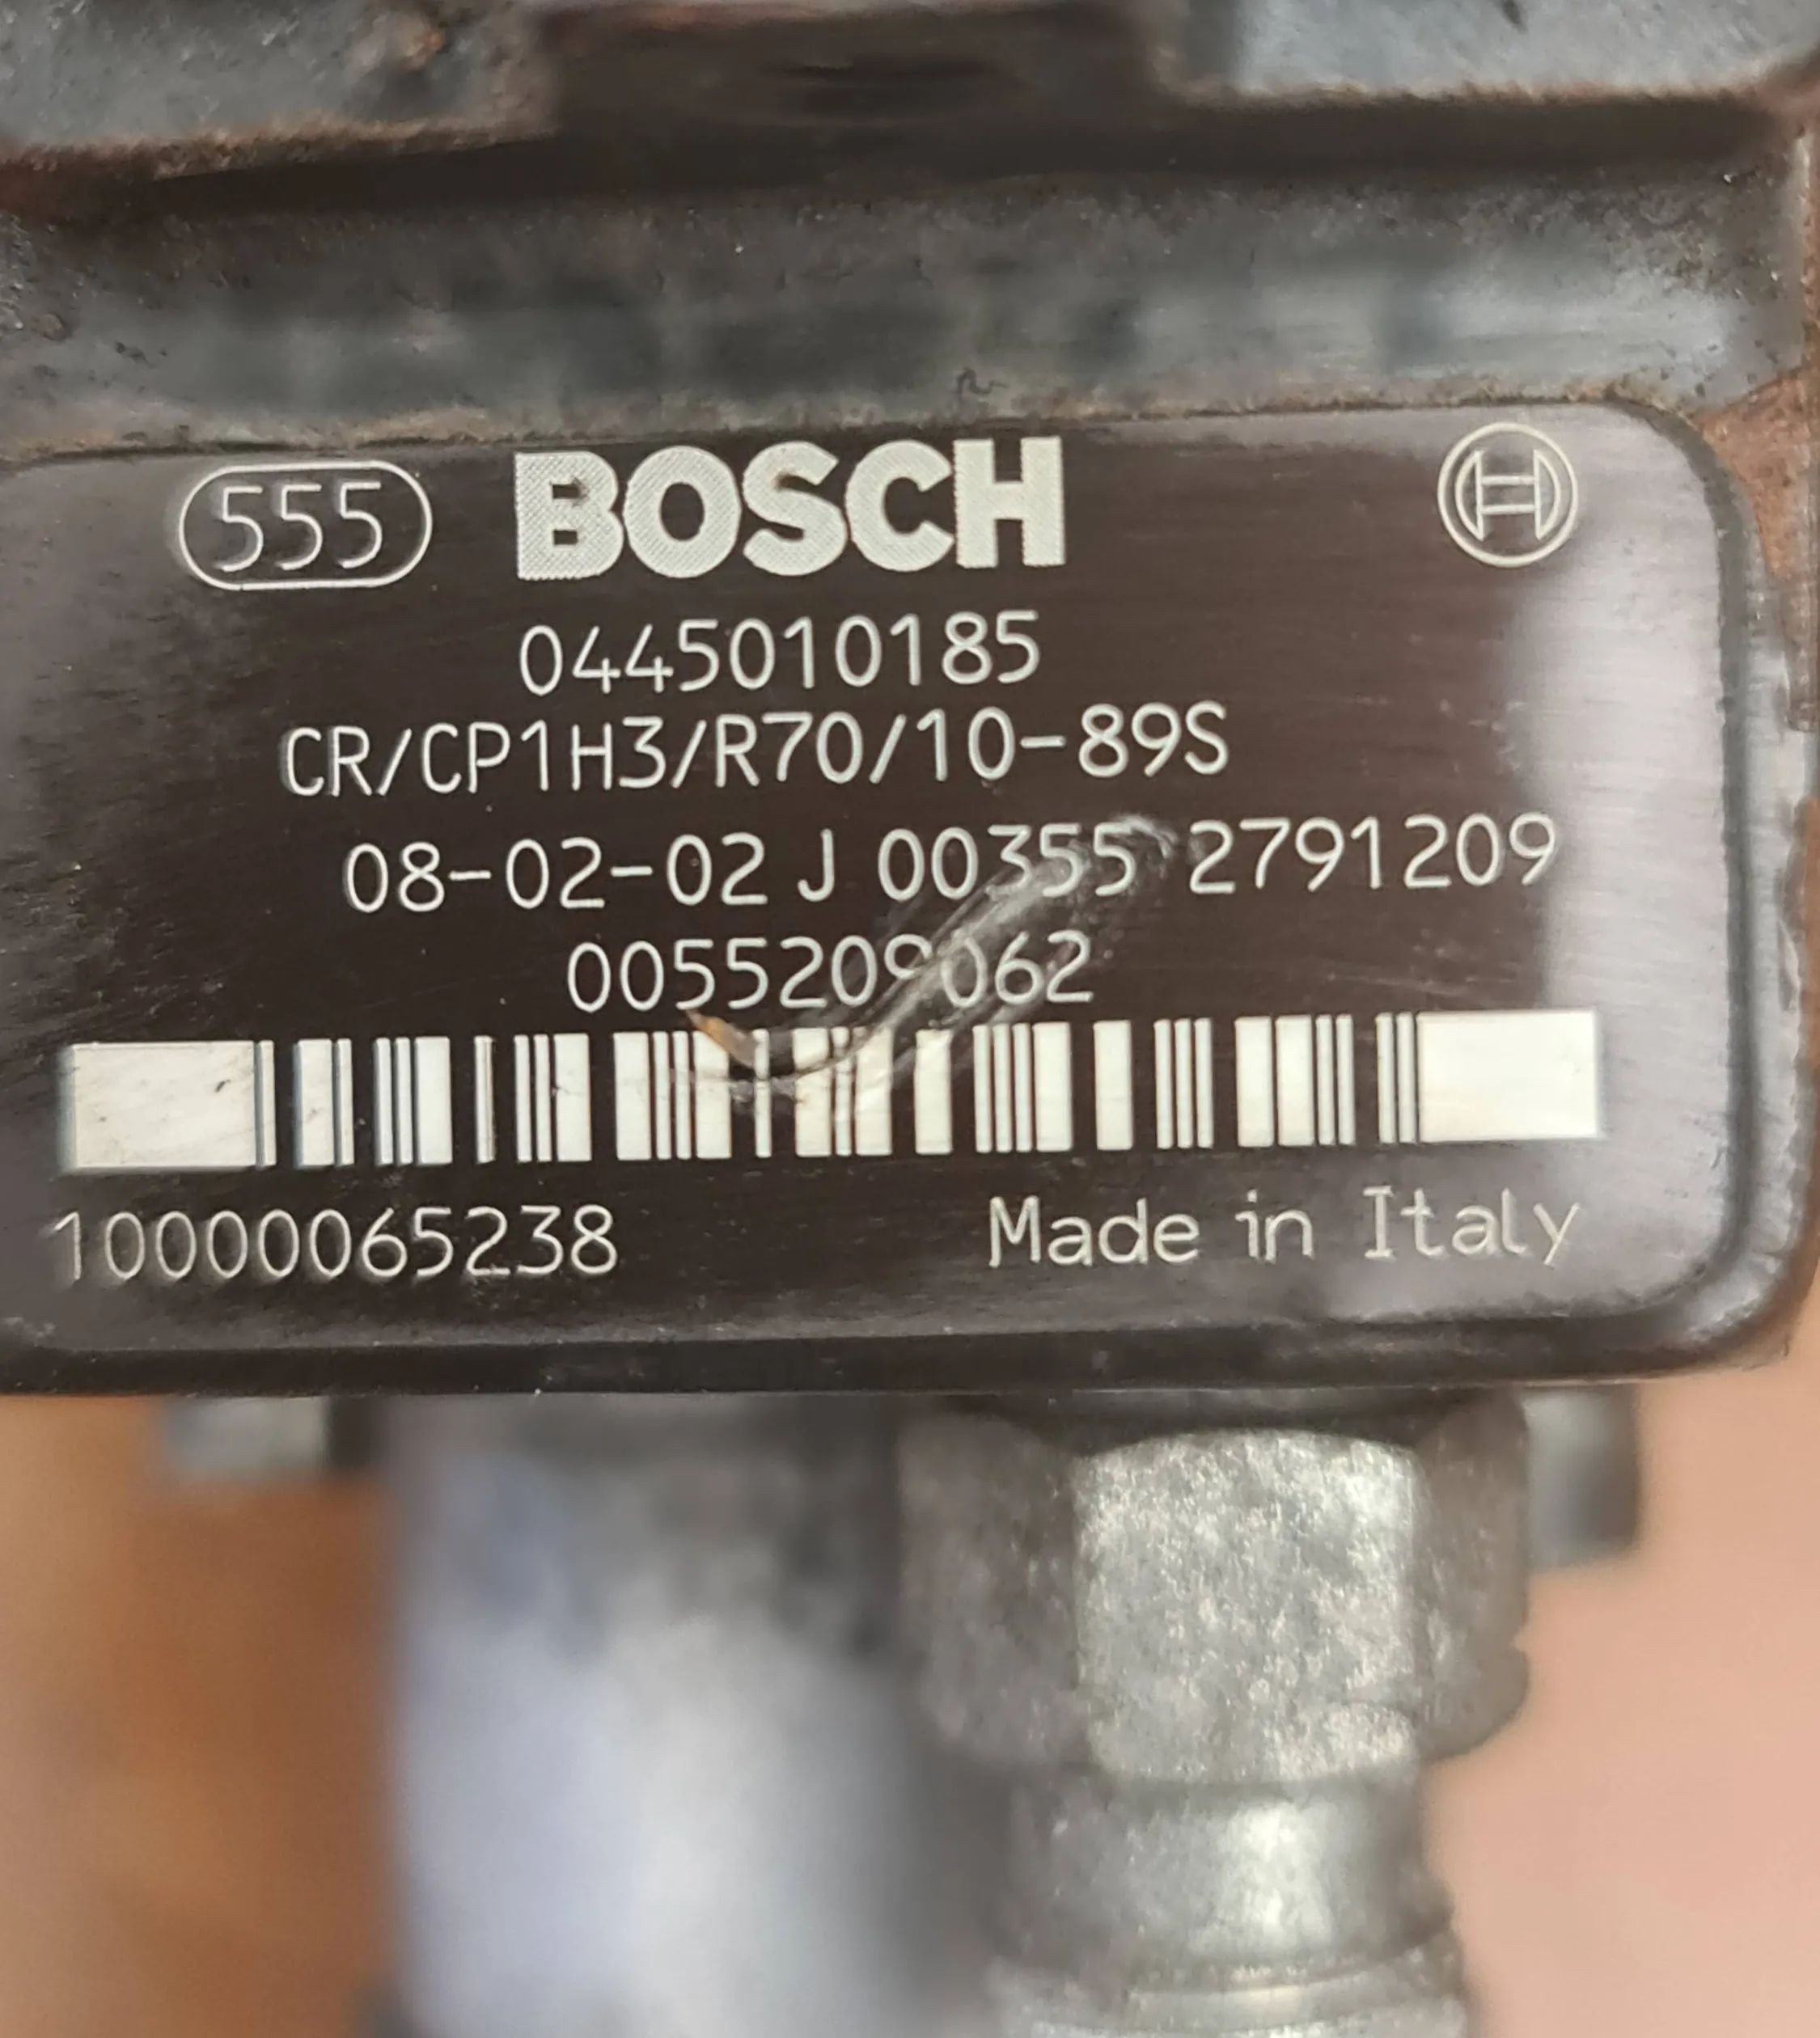 555 BOSCH
0445010185
CR/CP1H3/R70/10-89S
08-02-02 J 00355 2791209
0055209062
10000065238 Made in Italy